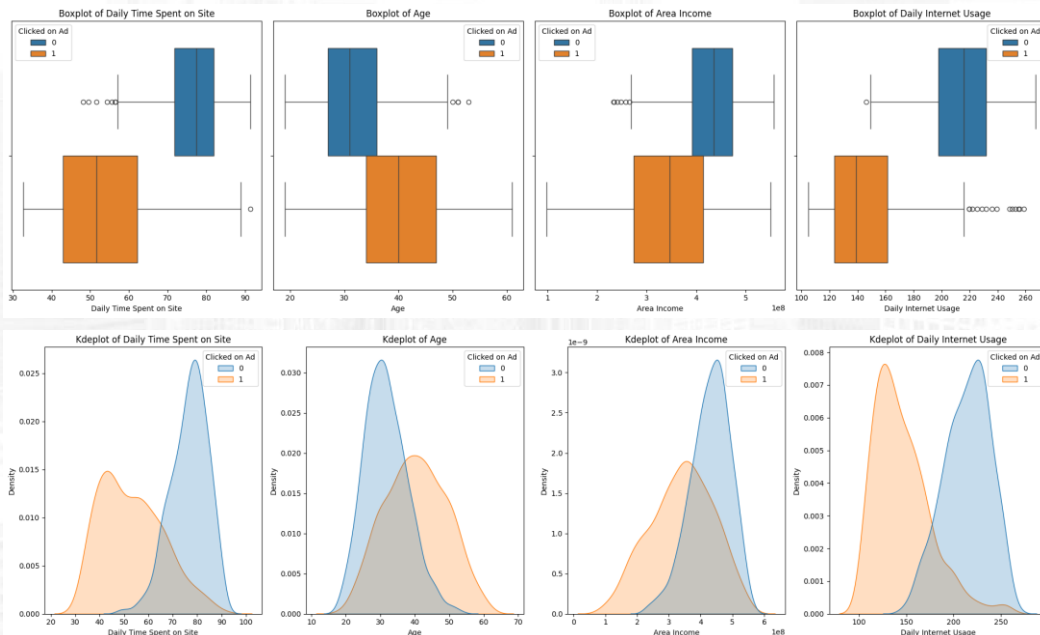 Boxplot of Daily Time Spent on Site
Clicked on Ad
0
1
30 40 50 60 70 80 90
Daily Time Spent on Site
Boxplot of Age
Clicked on Ad
0
1
20 30 40 50 60
Age
Boxplot of Area Income
Clicked on Ad
0
1
1 2 3 4 5
1e8
Area Income
Boxplot of Daily Internet Usage
Clicked on Ad
0
1
100 120 140 160 180 200 220 240 260
Daily Internet Usage
Kdeplot of Daily Time Spent on Site
Clicked on Ad
0
1
Density
0.025
0.020
0.015
0.010
0.005
0.000
20 30 40 50 60 70 80 90 100
Daily Time Spent on Site
Kdeplot of Age
Clicked on Ad
0
1
Density
0.030
0.025
0.020
0.015
0.010
0.005
0.000
10 20 30 40 50 60 70
Age
Kdeplot of Area Income
1e-9
Clicked on Ad
0
1
Density
3.0
2.5
2.0
1.5
1.0
0.5
0.0
0 1 2 3 4 5 6
1e8
Area Income
Kdeplot of Daily Internet Usage
Clicked on Ad
0
1
Density
0.008
0.007
0.006
0.005
0.004
0.003
0.002
0.001
0.000
100 150 200 250
Daily Internet Usage